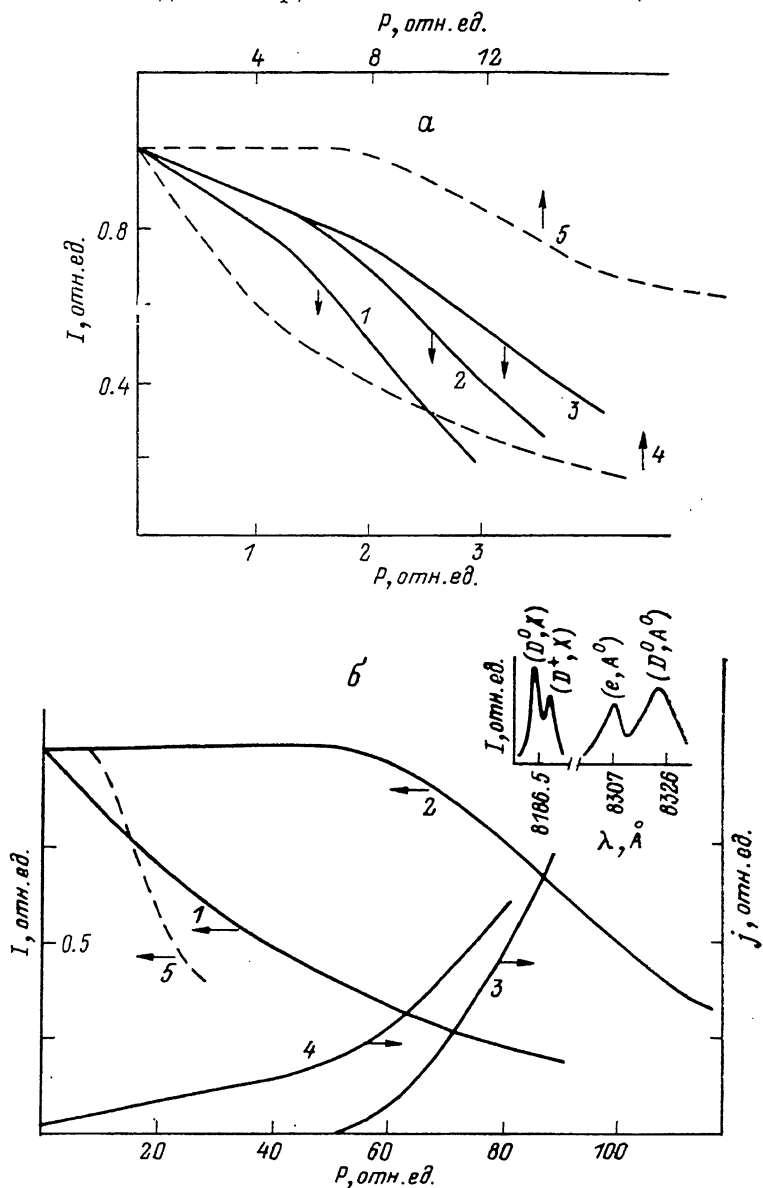 P, отн.ед.
4 8 12
а
I, отн.ед.
0.8
0.4
1 2 3 4 5
1 2 3
P, отн.ед.
б
I, отн.ед.
(D⁰,X)
(D⁺,X)
(e,A⁰)
(D⁰,A⁰)
8186.5 8307 8326
λ, Å
I, отн.ед.
0.5
j, отн.ед.
1 2 3 4 5
20 40 60 80 100
P, отн.ед.